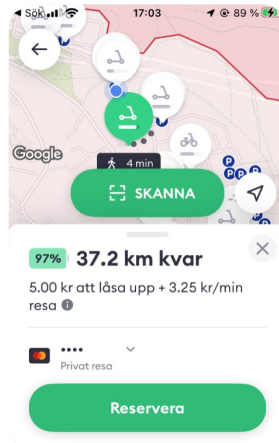 ◀ Sök 17:03 89 %
Google
4 min
SKANNA
P
P
P P
P
97% 37.2 km kvar
5.00 kr att låsa upp + 3.25 kr/min
resa
••••
Privat resa
Reservera